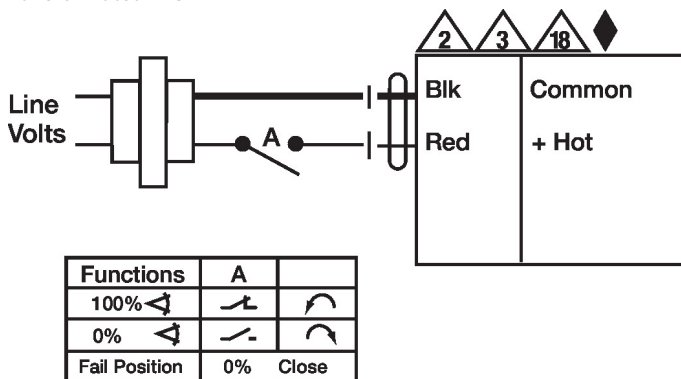 2 3 18
Line
Volts
A
Blk Common
Red + Hot
Functions A
100%
0%
Fail Position 0% Close